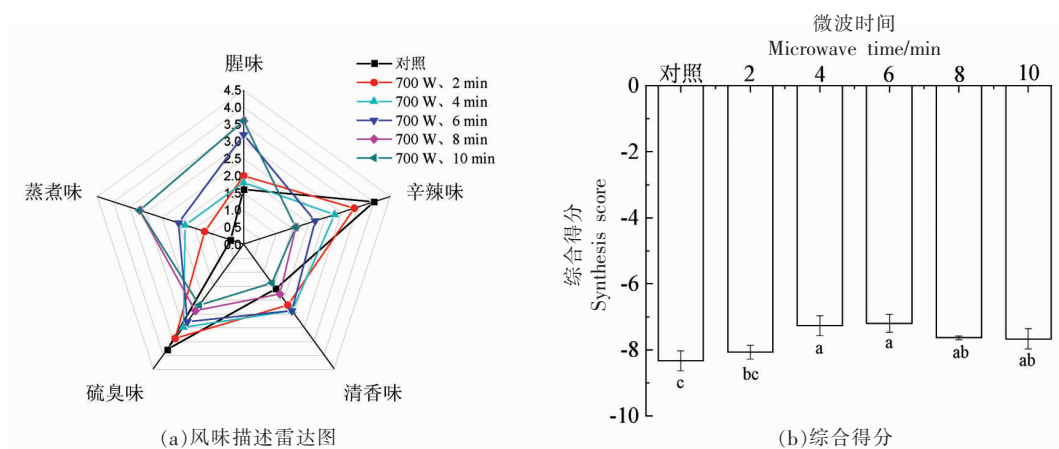 腥味
4.5
4.0
3.5
3.0
2.5
2.0
1.5
1.0
0.5
0.0
辛辣味
清香味
硫臭味
蒸煮味
对照
700 W、2 min
700 W、4 min
700 W、6 min
700 W、8 min
700 W、10 min
(a)风味描述雷达图
微波时间
Microwave time/min
对照 2 4 6 8 10
综合得分
Synthesis score
0
-2
-4
-6
-8
-10
c bc a a ab ab
(b)综合得分